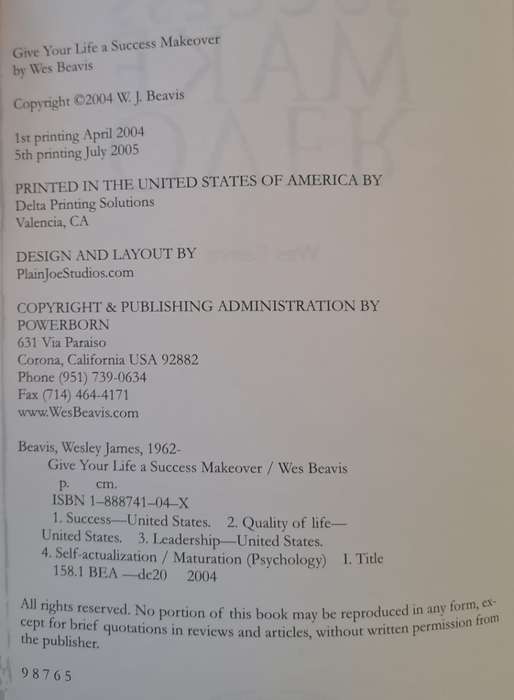 Give Your Life a Success Makeover
by Wes Beavis
Copyright ©2004 W. J. Beavis
1st printing April 2004
5th printing July 2005
PRINTED IN THE UNITED STATES OF AMERICA BY
Delta Printing Solutions
Valencia, CA
DESIGN AND LAYOUT BY
PlainJoeStudios.com
COPYRIGHT & PUBLISHING ADMINISTRATION BY
POWERBORN
631 Via Paraiso
Corona, California USA 92882
Phone (951) 739-0634
Fax (714) 464-4171
www.WesBeavis.com
Beavis, Wesley James, 1962-
Give Your Life a Success Makeover / Wes Beavis
p. cm.
ISBN 1–888741–04–X
1. Success—United States. 2. Quality of life—
United States. 3. Leadership—United States.
4. Self-actualization / Maturation (Psychology) I. Title
158.1 BEA —dc20 2004
All rights reserved. No portion of this book may be reproduced in any form, ex-
cept for brief quotations in reviews and articles, without written permission from
the publisher.
9 8 7 6 5